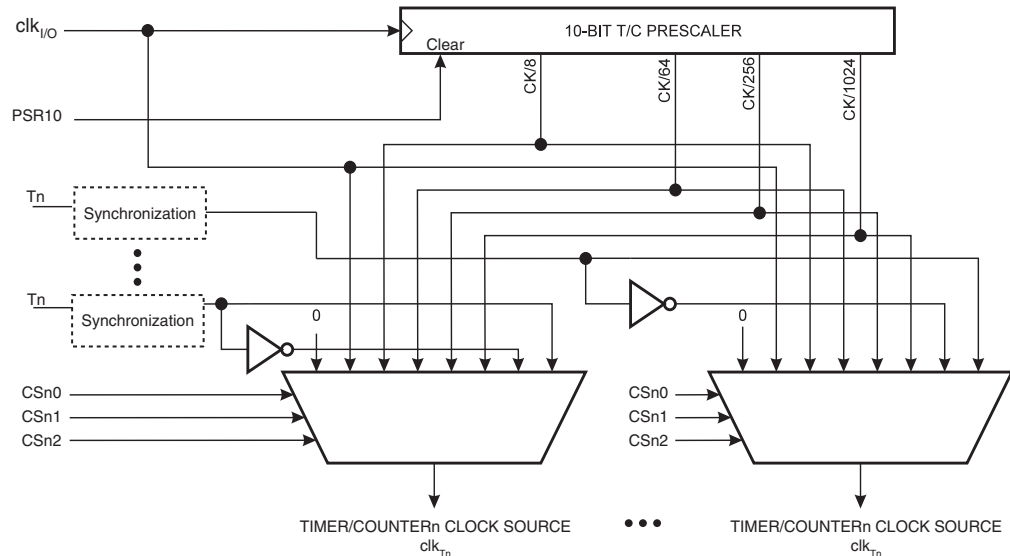 clkI/O
10-BIT T/C PRESCALER
Clear
CK/8
CK/64
CK/256
CK/1024
PSR10
Tn
Synchronization
Tn
Synchronization
0
0
CSn0
CSn1
CSn2
CSn0
CSn1
CSn2
TIMER/COUNTERn CLOCK SOURCE
clkTn
TIMER/COUNTERn CLOCK SOURCE
clkTn